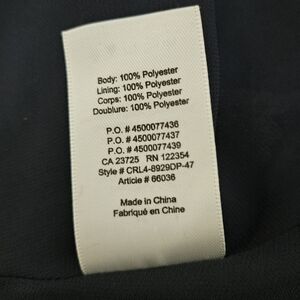 Body: 100% Polyester
Lining: 100% Polyester
Corps: 100% Polyester
Doublure: 100% Polyester
P.O. # 4500077436
P.O. # 4500077437
P.O. # 4500077439
CA 23725 RN 122354
Style # CRL4-8929DP-47
Article # 66036
Made in China
Fabriqué en Chine